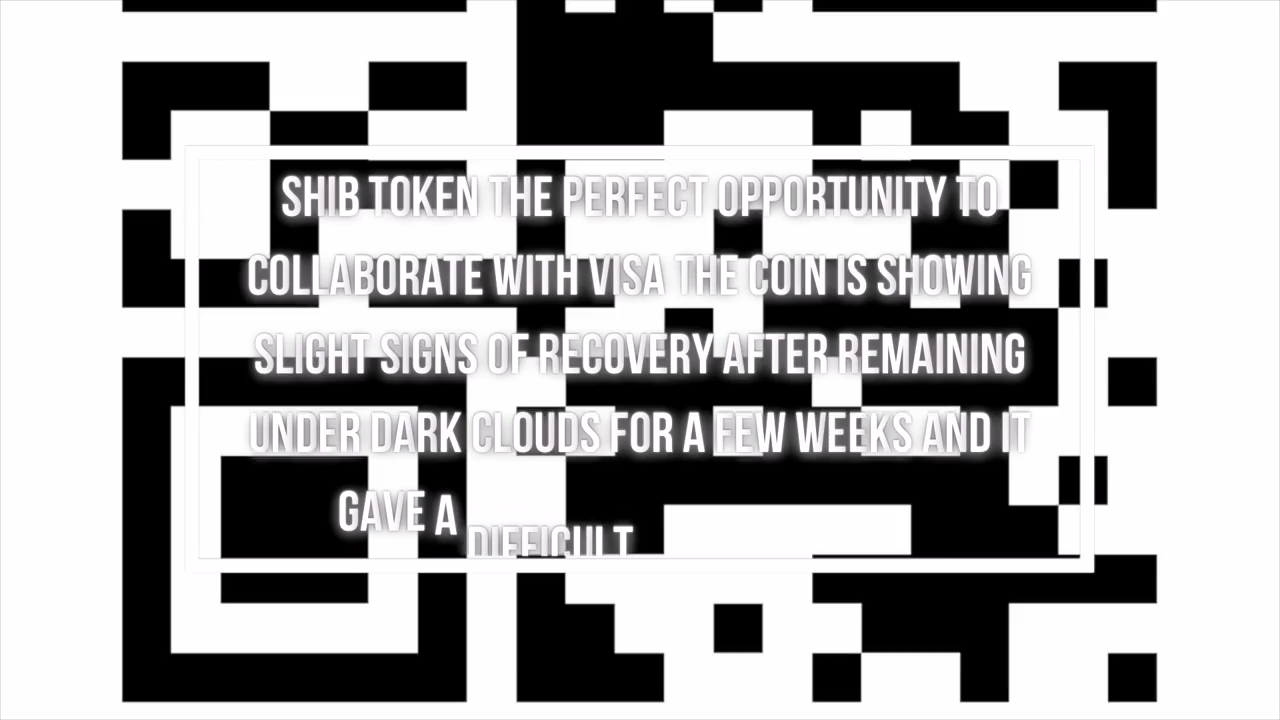 SHIB TOKEN THE PERFECT OPPORTUNITY TO
COLLABORATE WITH VISA THE COIN IS SHOWING
SLIGHT SIGNS OF RECOVERY AFTER REMAINING
UNDER DARK CLOUDS FOR A FEW WEEKS AND IT
GAVE A DIFFICULT